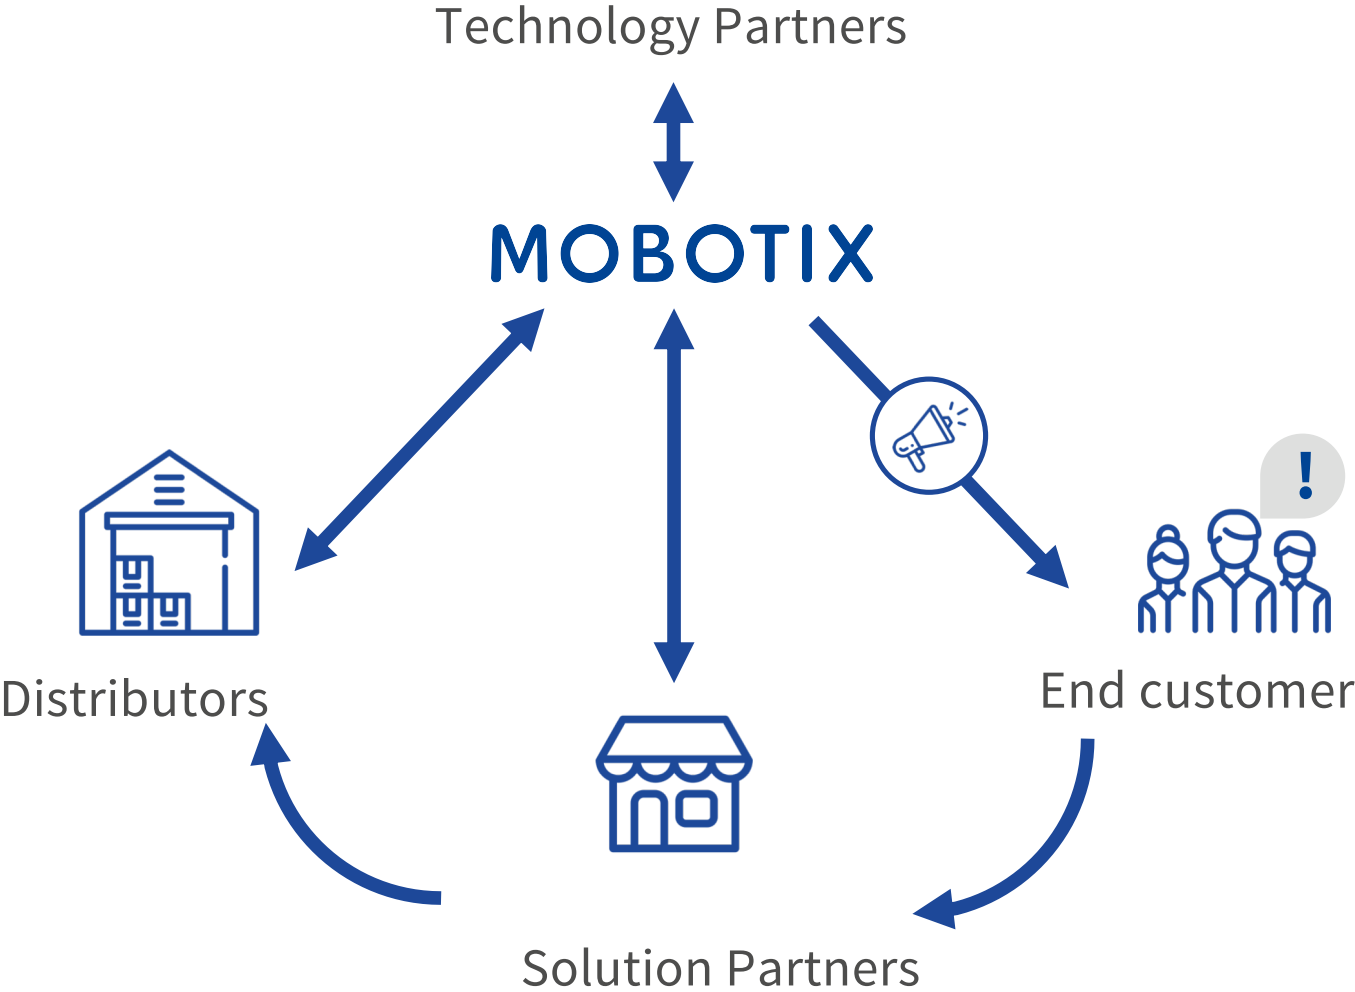 Technology Partners
MOBOTIX
!
Distributors
End customer
Solution Partners